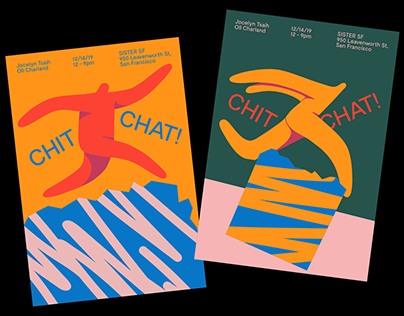 Jocelyn Tsaih
Oli Charland
12/14/19
12 - 9pm
SISTER SF
950 Leavenworth St,
San Francisco
CHIT
CHAT!
Jocelyn Tsaih
Oli Charland
12/14/19
12 - 9pm
SISTER SF
950 Leavenworth St,
San Francisco
CHIT
CHAT!